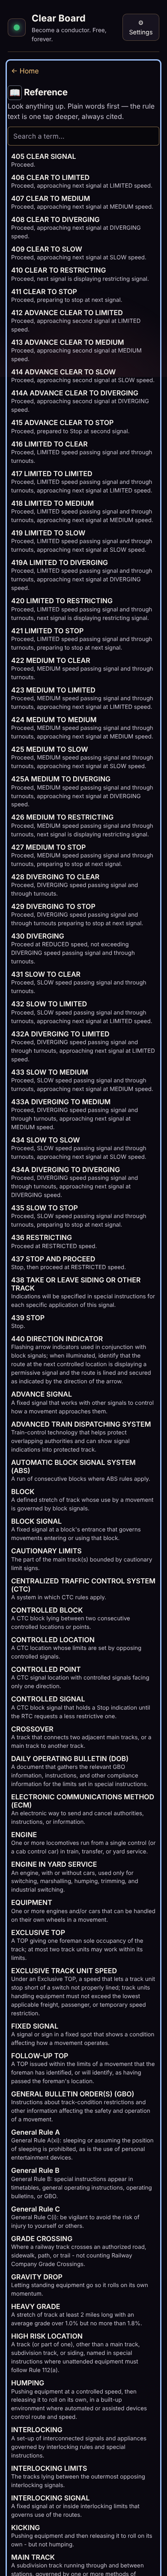 Clear Board
Become a conductor. Free,
forever.
⚙
Settings
← Home
📖 Reference
Look anything up. Plain words first — the rule
text is one tap deeper, always cited.
Search a term...
405 CLEAR SIGNAL
Proceed.
406 CLEAR TO LIMITED
Proceed, approaching next signal at LIMITED speed.
407 CLEAR TO MEDIUM
Proceed, approaching next signal at MEDIUM speed.
408 CLEAR TO DIVERGING
Proceed, approaching next signal at DIVERGING
speed.
409 CLEAR TO SLOW
Proceed, approaching next signal at SLOW speed.
410 CLEAR TO RESTRICTING
Proceed, next signal is displaying restricting signal.
411 CLEAR TO STOP
Proceed, preparing to stop at next signal.
412 ADVANCE CLEAR TO LIMITED
Proceed, approaching second signal at LIMITED
speed.
413 ADVANCE CLEAR TO MEDIUM
Proceed, approaching second signal at MEDIUM
speed.
414 ADVANCE CLEAR TO SLOW
Proceed, approaching second signal at SLOW speed.
414A ADVANCE CLEAR TO DIVERGING
Proceed, approaching second signal at DIVERGING
speed.
415 ADVANCE CLEAR TO STOP
Proceed, prepared to Stop at second signal.
416 LIMITED TO CLEAR
Proceed, LIMITED speed passing signal and through
turnouts.
417 LIMITED TO LIMITED
Proceed, LIMITED speed passing signal and through
turnouts, approaching next signal at LIMITED speed.
418 LIMITED TO MEDIUM
Proceed, LIMITED speed passing signal and through
turnouts, approaching next signal at MEDIUM speed.
419 LIMITED TO SLOW
Proceed, LIMITED speed passing signal and through
turnouts, approaching next signal at SLOW speed.
419A LIMITED TO DIVERGING
Proceed, LIMITED speed passing signal and through
turnouts, approaching next signal at DIVERGING
speed.
420 LIMITED TO RESTRICTING
Proceed, LIMITED speed passing signal and through
turnouts, next signal is displaying restricting signal.
421 LIMITED TO STOP
Proceed, LIMITED speed passing signal and through
turnouts, preparing to stop at next signal.
422 MEDIUM TO CLEAR
Proceed, MEDIUM speed passing signal and through
turnouts.
423 MEDIUM TO LIMITED
Proceed, MEDIUM speed passing signal and through
turnouts, approaching next signal at LIMITED speed.
424 MEDIUM TO MEDIUM
Proceed, MEDIUM speed passing signal and through
turnouts, approaching next signal at MEDIUM speed.
425 MEDIUM TO SLOW
Proceed, MEDIUM speed passing signal and through
turnouts, approaching next signal at SLOW speed.
425A MEDIUM TO DIVERGING
Proceed, MEDIUM speed passing signal and through
turnouts, approaching next signal at DIVERGING
speed.
426 MEDIUM TO RESTRICTING
Proceed, MEDIUM speed passing signal and through
turnouts, next signal is displaying restricting signal.
427 MEDIUM TO STOP
Proceed, MEDIUM speed passing signal and through
turnouts, preparing to stop at next signal.
428 DIVERGING TO CLEAR
Proceed, DIVERGING speed passing signal and
through turnouts.
429 DIVERGING TO STOP
Proceed, DIVERGING speed passing signal and
through turnouts preparing to stop at next signal.
430 DIVERGING
Proceed at REDUCED speed, not exceeding
DIVERGING speed passing signal and through
turnouts.
431 SLOW TO CLEAR
Proceed, SLOW speed passing signal and through
turnouts.
432 SLOW TO LIMITED
Proceed, SLOW speed passing signal and through
turnouts, approaching next signal at LIMITED speed.
432A DIVERGING TO LIMITED
Proceed, DIVERGING speed passing signal and
through turnouts, approaching next signal at LIMITED
speed.
433 SLOW TO MEDIUM
Proceed, SLOW speed passing signal and through
turnouts, approaching next signal at MEDIUM speed.
433A DIVERGING TO MEDIUM
Proceed, DIVERGING speed passing signal and
through turnouts, approaching next signal at
MEDIUM speed.
434 SLOW TO SLOW
Proceed, SLOW speed passing signal and through
turnouts, approaching next signal at SLOW speed.
434A DIVERGING TO DIVERGING
Proceed, DIVERGING speed passing signal and
through turnouts, approaching next signal at
DIVERGING speed.
435 SLOW TO STOP
Proceed, SLOW speed passing signal and through
turnouts, preparing to stop at next signal.
436 RESTRICTING
Proceed at RESTRICTED speed.
437 STOP AND PROCEED
Stop, then proceed at RESTRICTED speed.
438 TAKE OR LEAVE SIDING OR OTHER
TRACK
Indications will be specified in special instructions for
each specific application of this signal.
439 STOP
Stop.
440 DIRECTION INDICATOR
Flashing arrow indicators used in conjunction with
block signals; when illuminated, identify that the
route at the next controlled location is displaying a
permissive signal and the route is lined and secured
as indicated by the direction of the arrow.
ADVANCE SIGNAL
A fixed signal that works with other signals to control
how a movement approaches them.
ADVANCED TRAIN DISPATCHING SYSTEM
Train-control technology that helps protect
overlapping authorities and can show signal
indications into protected track.
AUTOMATIC BLOCK SIGNAL SYSTEM
(ABS)
A run of consecutive blocks where ABS rules apply.
BLOCK
A defined stretch of track whose use by a movement
is governed by block signals.
BLOCK SIGNAL
A fixed signal at a block's entrance that governs
movements entering or using that block.
CAUTIONARY LIMITS
The part of the main track(s) bounded by cautionary
limit signs.
CENTRALIZED TRAFFIC CONTROL SYSTEM
(CTC)
A system in which CTC rules apply.
CONTROLLED BLOCK
A CTC block lying between two consecutive
controlled locations or points.
CONTROLLED LOCATION
A CTC location whose limits are set by opposing
controlled signals.
CONTROLLED POINT
A CTC signal location with controlled signals facing
only one direction.
CONTROLLED SIGNAL
A CTC block signal that holds a Stop indication until
the RTC requests a less restrictive one.
CROSSOVER
A track that connects two adjacent main tracks, or a
main track to another track.
DAILY OPERATING BULLETIN (DOB)
A document that gathers the relevant GBO
information, instructions, and other compliance
information for the limits set in special instructions.
ELECTRONIC COMMUNICATIONS METHOD
(ECM)
An electronic way to send and cancel authorities,
instructions, or information.
ENGINE
One or more locomotives run from a single control (or
a cab control car) in train, transfer, or yard service.
ENGINE IN YARD SERVICE
An engine, with or without cars, used only for
switching, marshalling, humping, trimming, and
industrial switching.
EQUIPMENT
One or more engines and/or cars that can be handled
on their own wheels in a movement.
EXCLUSIVE TOP
A TOP giving one foreman sole occupancy of the
track; at most two track units may work within its
limits.
EXCLUSIVE TRACK UNIT SPEED
Under an Exclusive TOP, a speed that lets a track unit
stop short of a switch not properly lined; track units
handling equipment must not exceed the lowest
applicable freight, passenger, or temporary speed
restriction.
FIXED SIGNAL
A signal or sign in a fixed spot that shows a condition
affecting how a movement operates.
FOLLOW-UP TOP
A TOP issued within the limits of a movement that the
foreman has identified, or will identify, as having
passed the foreman's location.
GENERAL BULLETIN ORDER(S) (GBO)
Instructions about track-condition restrictions and
other information affecting the safety and operation
of a movement.
General Rule A
General Rule A(xi): sleeping or assuming the position
of sleeping is prohibited, as is the use of personal
entertainment devices.
General Rule B
General Rule B: special instructions appear in
timetables, general operating instructions, operating
bulletins, or GBO.
General Rule C
General Rule C(i): be vigilant to avoid the risk of
injury to yourself or others.
GRADE CROSSING
Where a railway track crosses an authorized road,
sidewalk, path, or trail - not counting Railway
Company Grade Crossings.
GRAVITY DROP
Letting standing equipment go so it rolls on its own
momentum.
HEAVY GRADE
A stretch of track at least 2 miles long with an
average grade over 1.0% but no more than 1.8%.
HIGH RISK LOCATION
A track (or part of one), other than a main track,
subdivision track, or siding, named in special
instructions where unattended equipment must
follow Rule 112(a).
HUMPING
Pushing equipment at a controlled speed, then
releasing it to roll on its own, in a built-up
environment where automated or assisted devices
control route and speed.
INTERLOCKING
A set-up of interconnected signals and appliances
governed by interlocking rules and special
instructions.
INTERLOCKING LIMITS
The tracks lying between the outermost opposing
interlocking signals.
INTERLOCKING SIGNAL
A fixed signal at or inside interlocking limits that
governs use of the routes.
KICKING
Pushing equipment and then releasing it to roll on its
own - but not humping.
MAIN TRACK
A subdivision track running through and between
stations, governed by one or more methods of